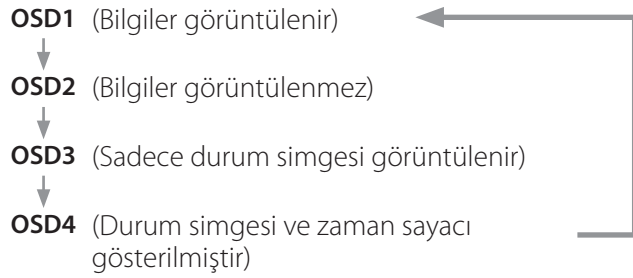 OSD1 (Bilgiler görüntülenir)
OSD2 (Bilgiler görüntülenmez)
OSD3 (Sadece durum simgesi görüntülenir)
OSD4 (Durum simgesi ve zaman sayacı
gösterilmiştir)